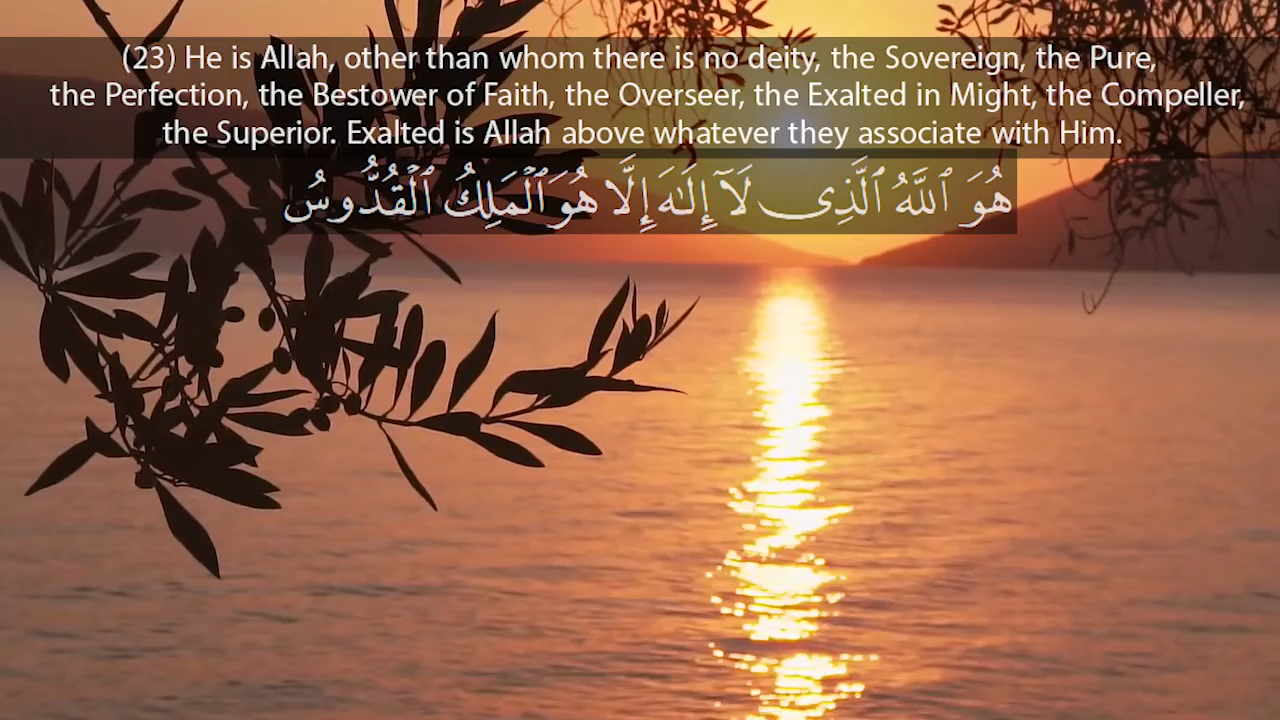 (23) He is Allah, other than whom there is no deity, the Sovereign, the Pure,
the Perfection, the Bestower of Faith, the Overseer, the Exalted in Might, the Compeller,
the Superior. Exalted is Allah above whatever they associate with Him.
هُوَ ٱللَّهُ ٱلَّذِى لَآ إِلَـٰهَ إِلَّا هُوَ ٱلْمَلِكُ ٱلْقُدُّوسُ